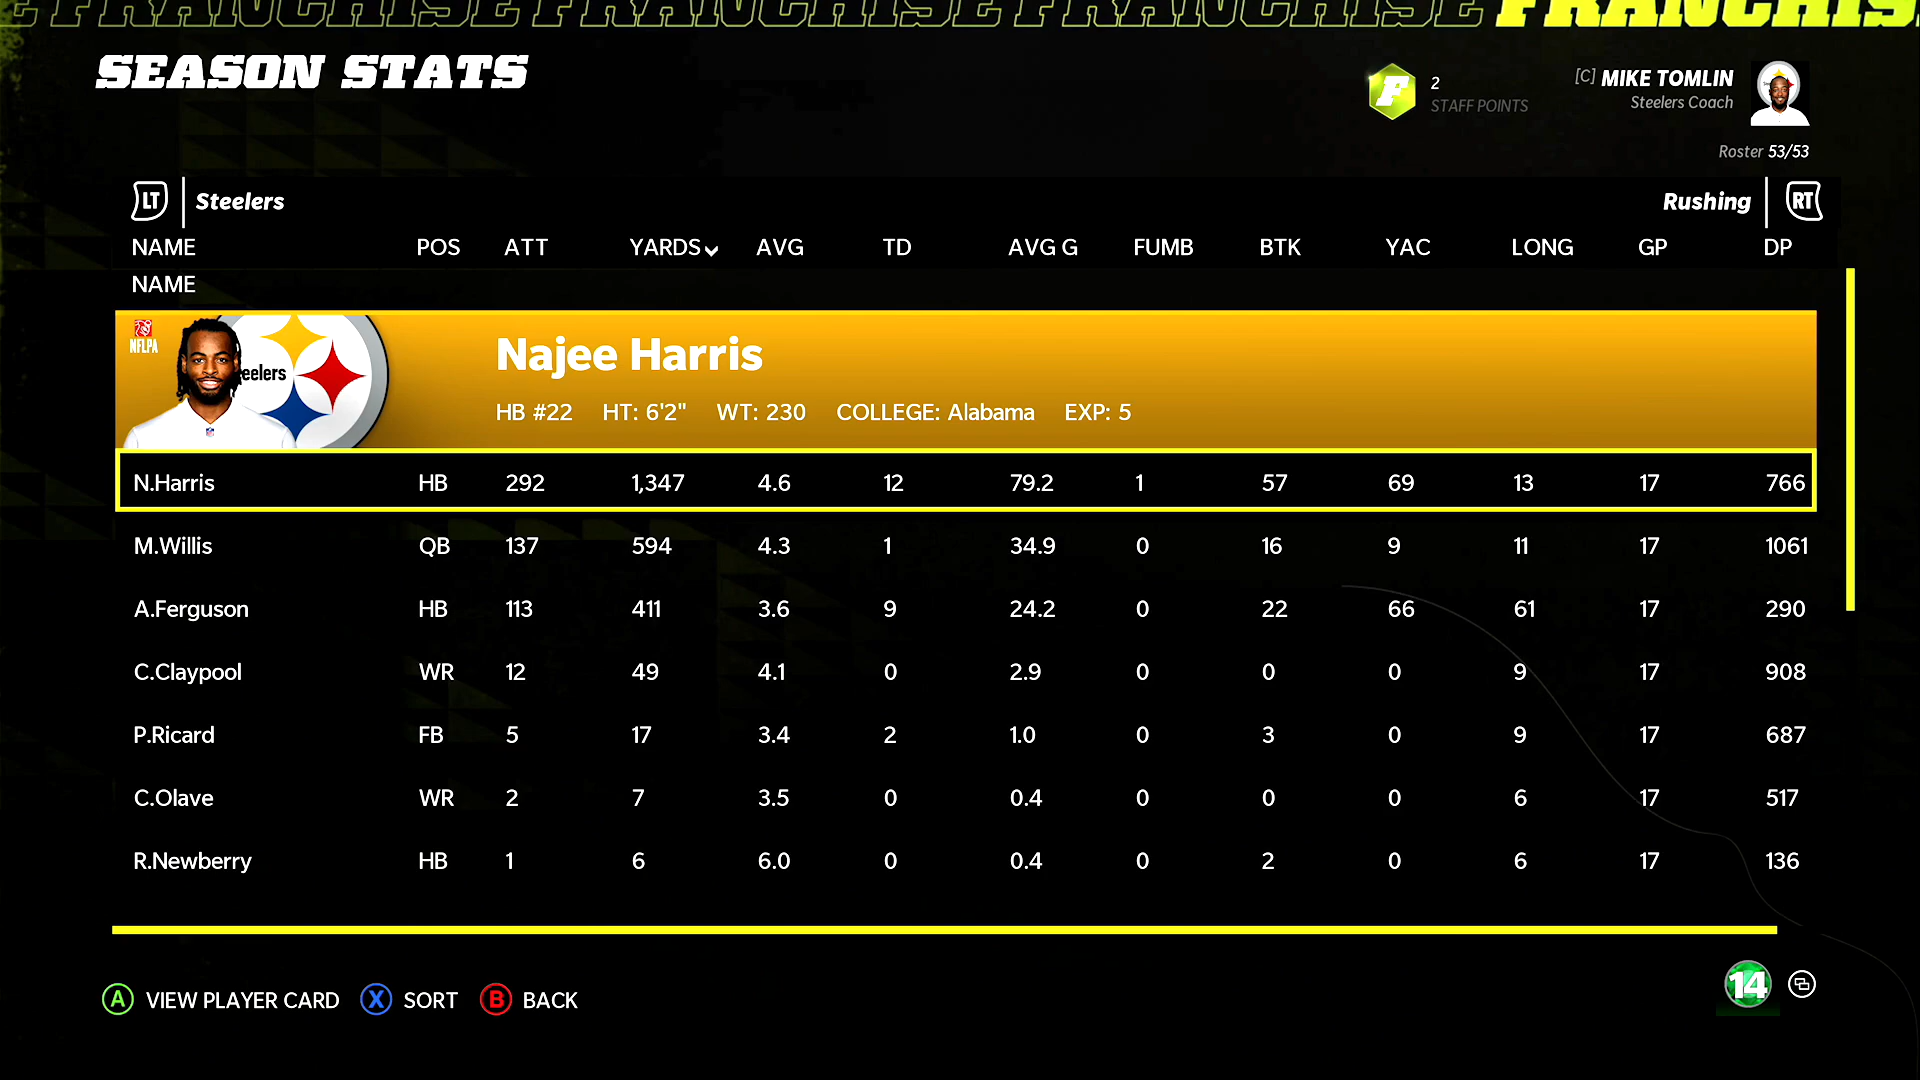 FRANCHISE FRANCHISE FRANCHISE FRANCHISE FRANCHISE
SEASON STATS
F 2 STAFF POINTS
[C] MIKE TOMLIN
Steelers Coach
Roster 53/53
LT Steelers Rushing RT
NAME POS ATT YARDS AVG TD AVG G FUMB BTK YAC LONG GP DP
NAME
NFLPA
eelers
Najee Harris
HB #22 HT: 6'2" WT: 230 COLLEGE: Alabama EXP: 5
N.Harris HB 292 1,347 4.6 12 79.2 1 57 69 13 17 766
M.Willis QB 137 594 4.3 1 34.9 0 16 9 11 17 1061
A.Ferguson HB 113 411 3.6 9 24.2 0 22 66 61 17 290
C.Claypool WR 12 49 4.1 0 2.9 0 0 0 9 17 908
P.Ricard FB 5 17 3.4 2 1.0 0 3 0 9 17 687
C.Olave WR 2 7 3.5 0 0.4 0 0 0 6 17 517
R.Newberry HB 1 6 6.0 0 0.4 0 2 0 6 17 136
A VIEW PLAYER CARD X SORT B BACK
14